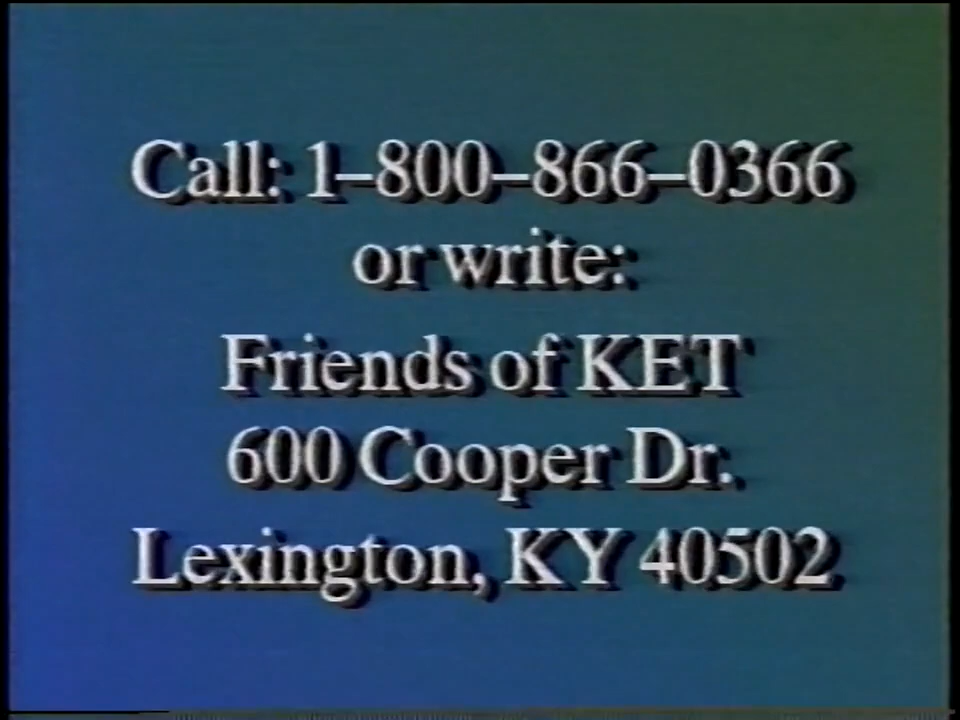 Call: 1–800–866–0366
or write:
Friends of KET
600 Cooper Dr.
Lexington, KY 40502